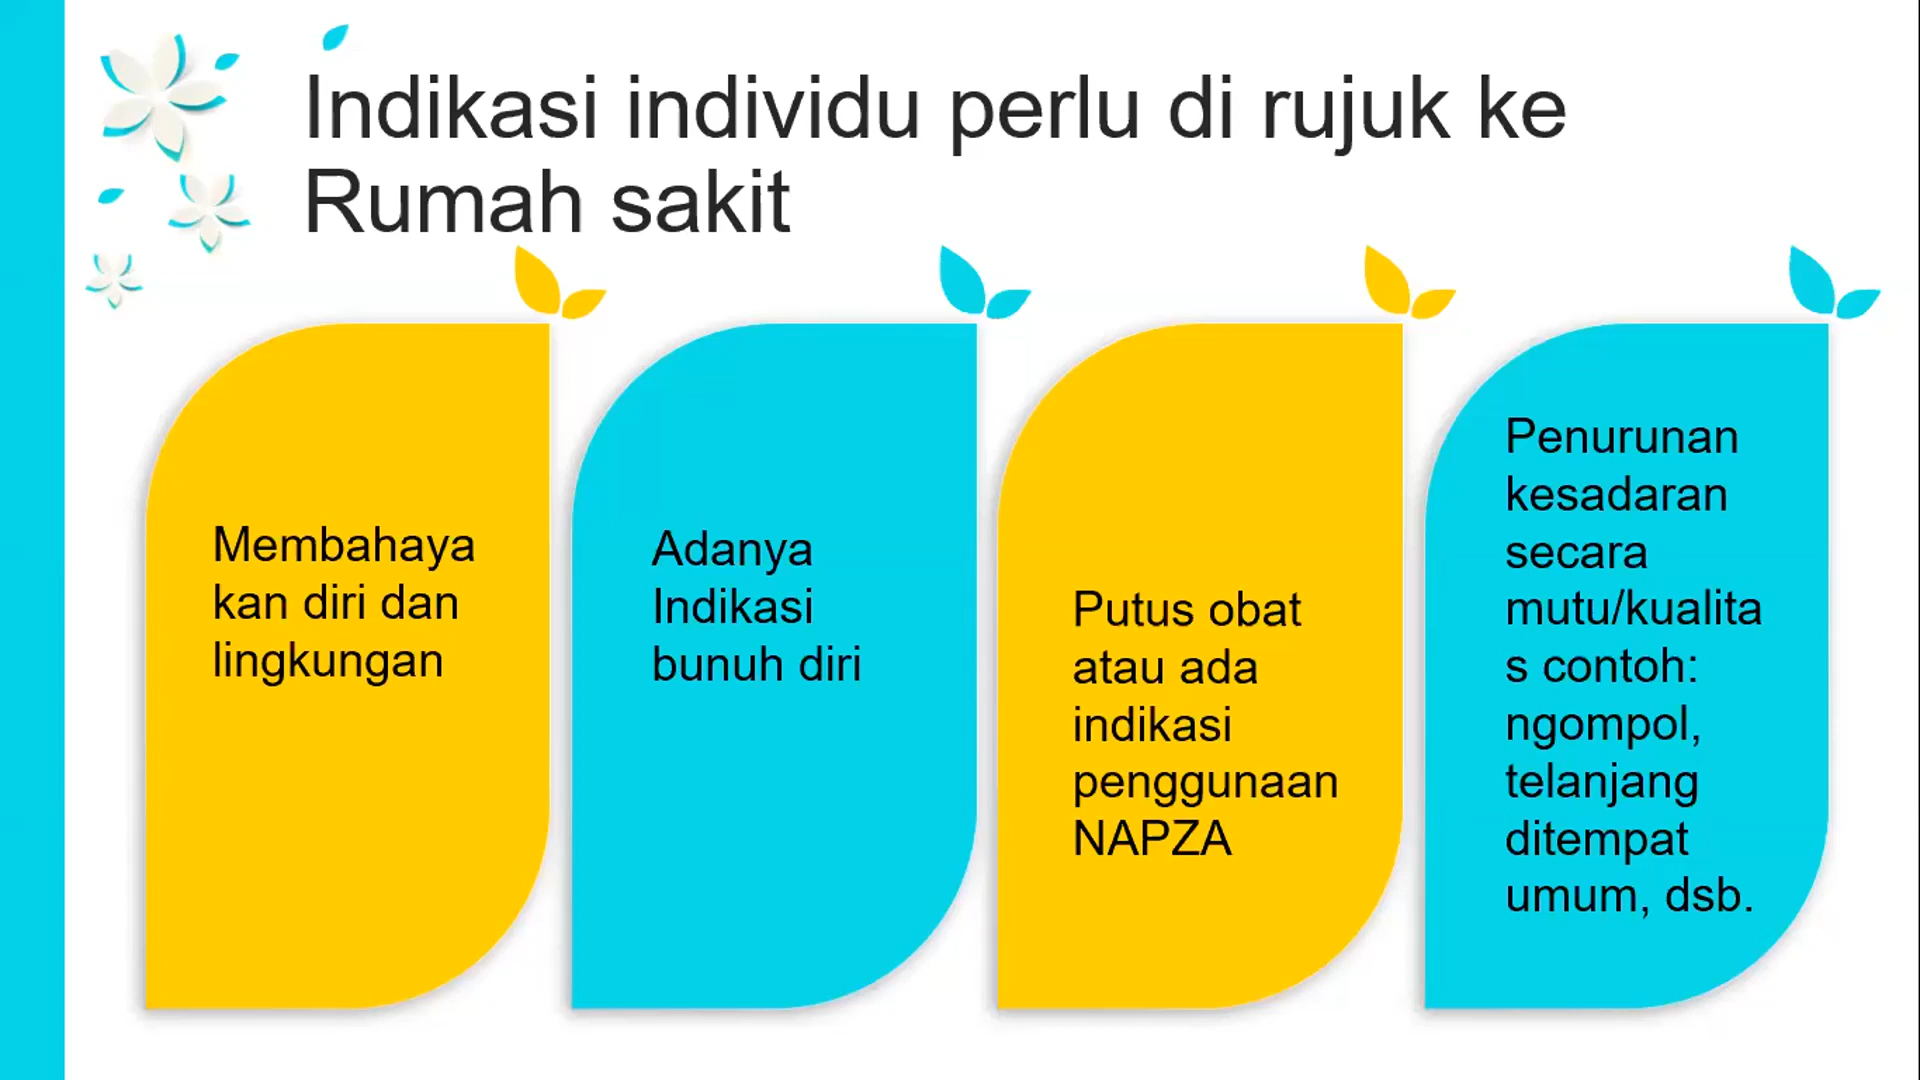 Indikasi individu perlu di rujuk ke
Rumah sakit
Membahaya
kan diri dan
lingkungan
Adanya
Indikasi
bunuh diri
Putus obat
atau ada
indikasi
penggunaan
NAPZA
Penurunan
kesadaran
secara
mutu/kualita
s contoh:
ngompol,
telanjang
ditempat
umum, dsb.